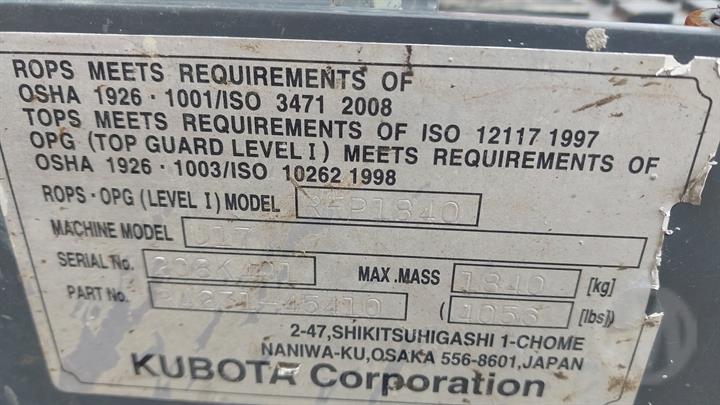 ROPS MEETS REQUIREMENTS OF
OSHA 1926 · 1001/ISO 3471 2008
TOPS MEETS REQUIREMENTS OF ISO 12117 1997
OPG (TOP GUARD LEVEL I) MEETS REQUIREMENTS OF
OSHA 1926 · 1003/ISO 10262 1998
ROPS · OPG (LEVEL I) MODEL
MACHINE MODEL U17
SERIAL No. MAX .MASS 1840 [kg]
PART No. ( [lbs])
2-47,SHIKITSUHIGASHI 1-CHOME
NANIWA-KU,OSAKA 556-8601,JAPAN
KUBOTA Corporation